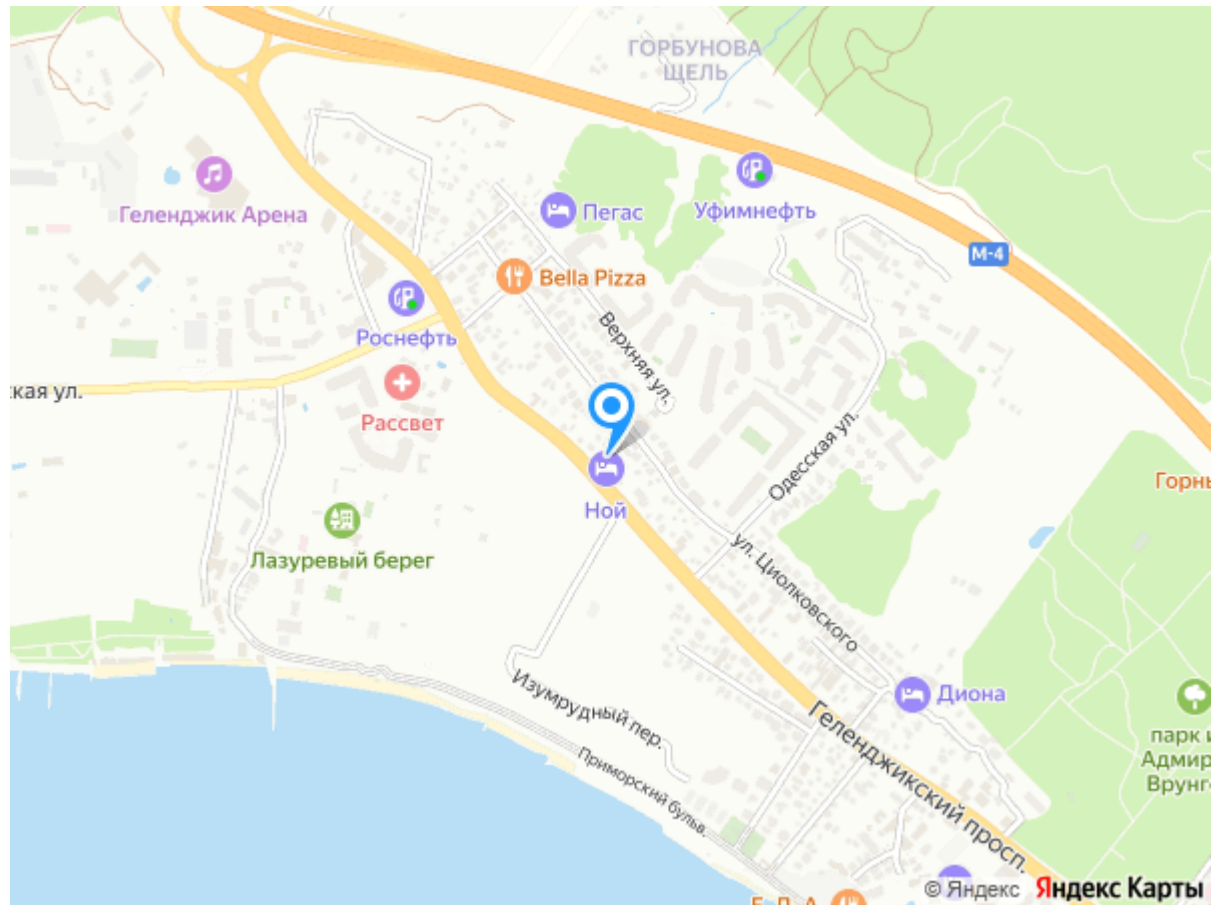 ГОРБУНОВА
ЩЕЛЬ
Геленджик Арена
Пегас
Уфимнефть
М-4
Bella Pizza
Роснефть
Верхняя ул.
кая ул.
Рассвет
Одесская ул.
Горны
Ной
Лазуревый берег
ул. Циолковского
Изумрудный пер.
Диона
Геленджикский просп.
парк и
Адмир
Врунг
Приморский бульв.
© Яндекс Яндекс Карты